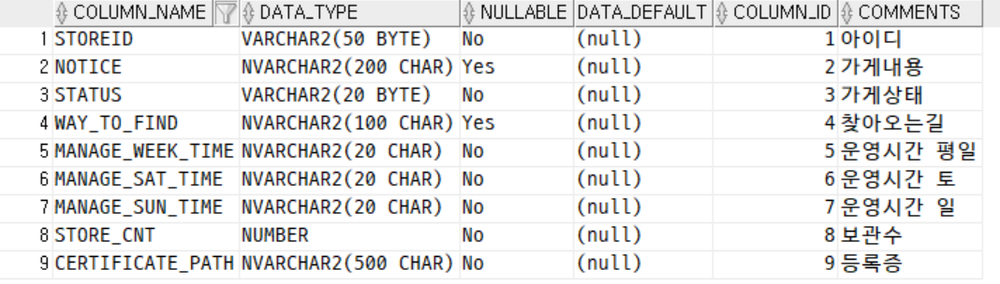 COLUMN_NAME DATA_TYPE NULLABLE DATA_DEFAULT COLUMN_ID COMMENTS
1 STOREID VARCHAR2(50 BYTE) No (null) 1 아이디
2 NOTICE NVARCHAR2(200 CHAR) Yes (null) 2 가게내용
3 STATUS VARCHAR2(20 BYTE) No (null) 3 가게상태
4 WAY_TO_FIND NVARCHAR2(100 CHAR) Yes (null) 4 찾아오는길
5 MANAGE_WEEK_TIME NVARCHAR2(20 CHAR) No (null) 5 운영시간 평일
6 MANAGE_SAT_TIME NVARCHAR2(20 CHAR) No (null) 6 운영시간 토
7 MANAGE_SUN_TIME NVARCHAR2(20 CHAR) No (null) 7 운영시간 일
8 STORE_CNT NUMBER No (null) 8 보관수
9 CERTIFICATE_PATH NVARCHAR2(500 CHAR) No (null) 9 등록증